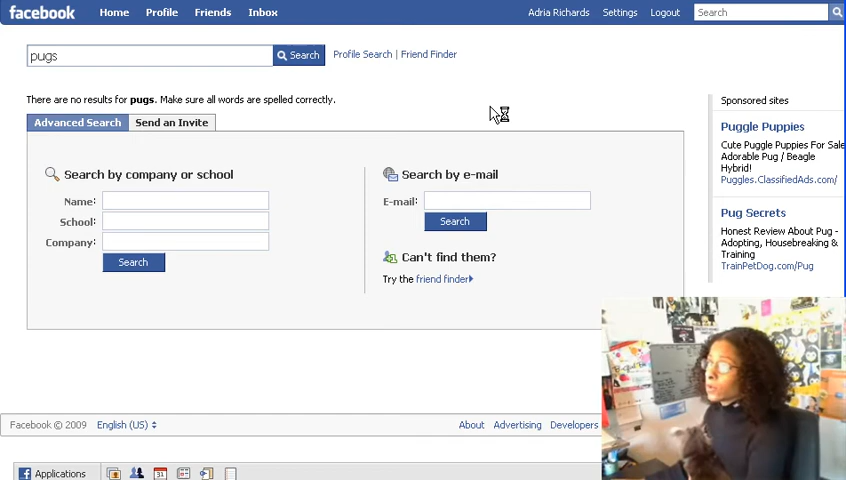 facebook Home Profile Friends Inbox Adria Richards Settings Logout Search
pugs Search Profile Search | Friend Finder
There are no results for pugs. Make sure all words are spelled correctly.
Advanced Search Send an Invite
Search by company or school
Name:
School:
Company:
Search
Search by e-mail
E-mail:
Search
Can't find them?
Try the friend finder
Sponsored sites
Puggle Puppies
Cute Puggle Puppies For Sale
Adorable Pug / Beagle
Hybrid!
Puggles.ClassifiedAds.com/
Pug Secrets
Honest Review About Pug -
Adopting, Housebreaking &
Training
TrainPetDog.com/Pug
Facebook © 2009 English (US) About Advertising Developers
Applications 31